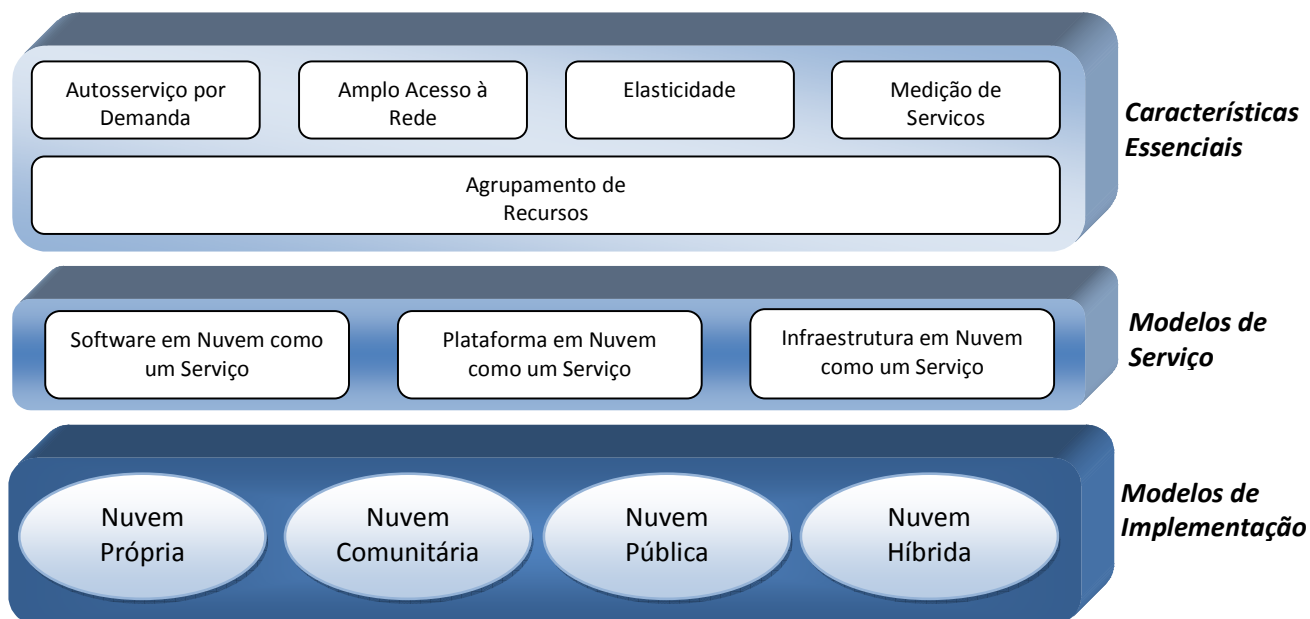 Autosserviço por
Demanda
Amplo Acesso à
Rede
Elasticidade
Medição de
Servicos
Característícas
Essenciais
Agrupamento de
Recursos
Software em Nuvem como
um Serviço
Plataforma em Nuvem
como um Serviço
Infraestrutura em Nuvem
como um Serviço
Modelos de
Serviço
Nuvem
Própria
Nuvem
Comunitária
Nuvem
Pública
Nuvem
Híbrida
Modelos de
Implementação